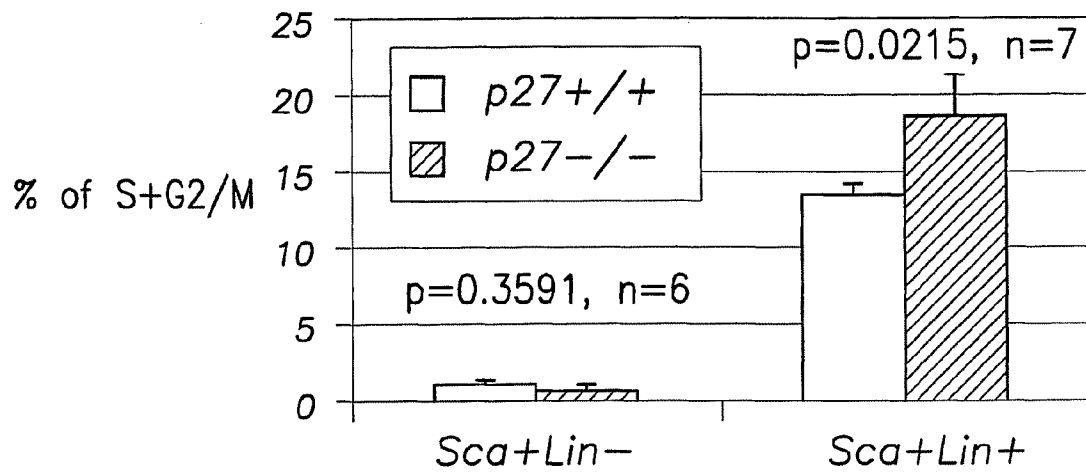 25
20
15
10
5
0
% of S+G2/M
p27+/+
p27-/-
p=0.0215, n=7
p=0.3591, n=6
Sca+Lin-
Sca+Lin+